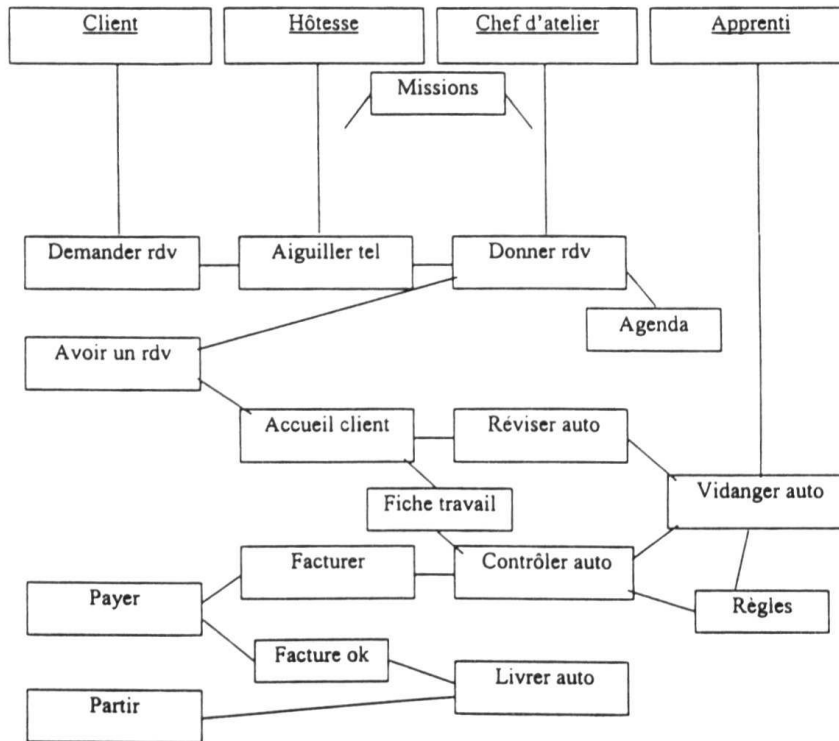 Client
Hôtesse
Chef d'atelier
Apprenti
Missions
Demander rdv
Aiguiller tel
Donner rdv
Agenda
Avoir un rdv
Accueil client
Réviser auto
Vidanger auto
Fiche travail
Facturer
Contrôler auto
Payer
Règles
Facture ok
Livrer auto
Partir